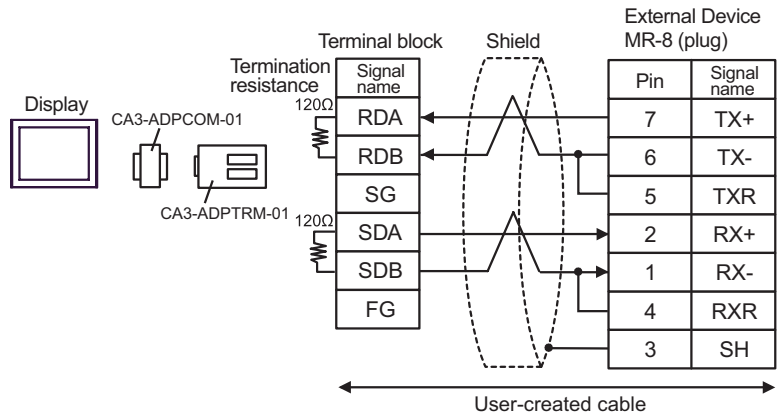 External Device
MR-8 (plug)
Terminal block
Shield
Termination
resistance
Signal
name
Pin
Signal
name
Display
CA3-ADPCOM-01
CA3-ADPTRM-01
120Ω
RDA
7
TX+
RDB
6
TX-
SG
5
TXR
120Ω
SDA
2
RX+
SDB
1
RX-
FG
4
RXR
3
SH
User-created cable